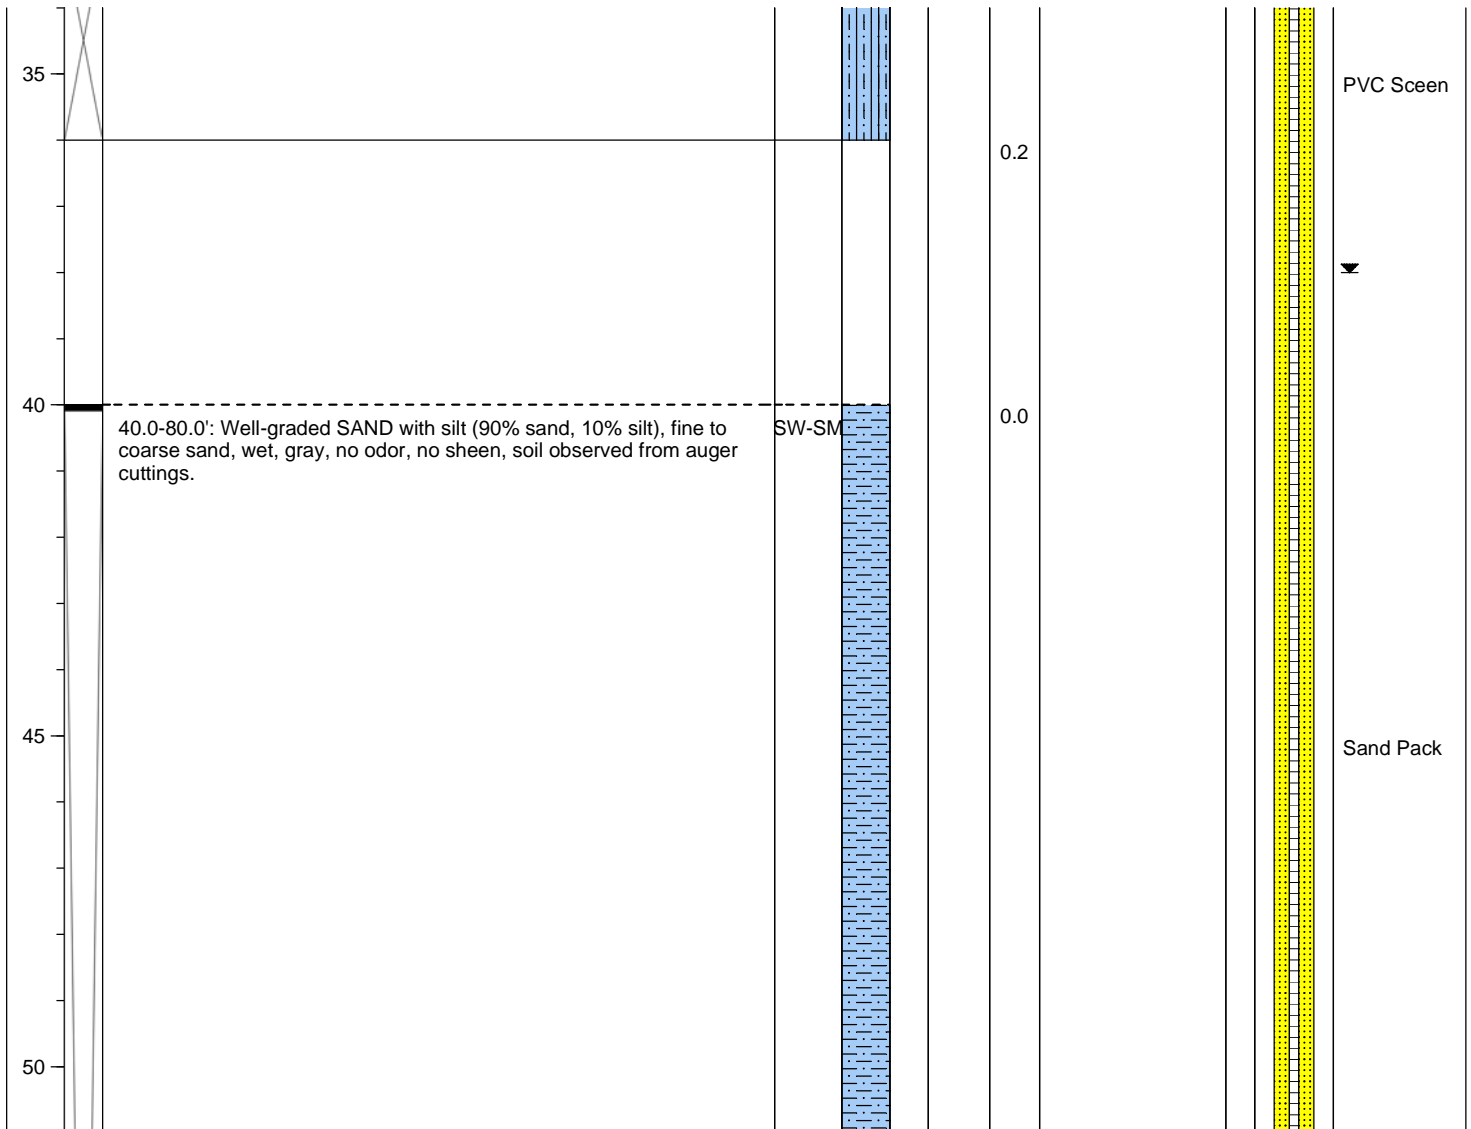 35
PVC Sceen
0.2
40
0.0
40.0-80.0': Well-graded SAND with silt (90% sand, 10% silt), fine to
coarse sand, wet, gray, no odor, no sheen, soil observed from auger
cuttings.
SW-SM
45
Sand Pack
50